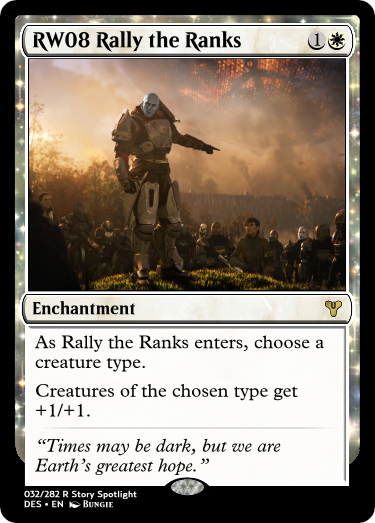 RW08 Rally the Ranks 1
Enchantment
As Rally the Ranks enters, choose a
creature type.
Creatures of the chosen type get
+1/+1.
“Times may be dark, but we are
Earth’s greatest hope.”
032/282 R Story Spotlight
DES • EN Bungie